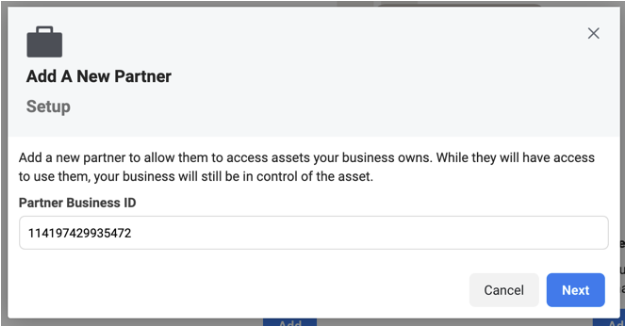 Add A New Partner
Setup
Add a new partner to allow them to access assets your business owns. While they will have access
to use them, your business will still be in control of the asset.
Partner Business ID
114197429935472
Cancel
Next
Add